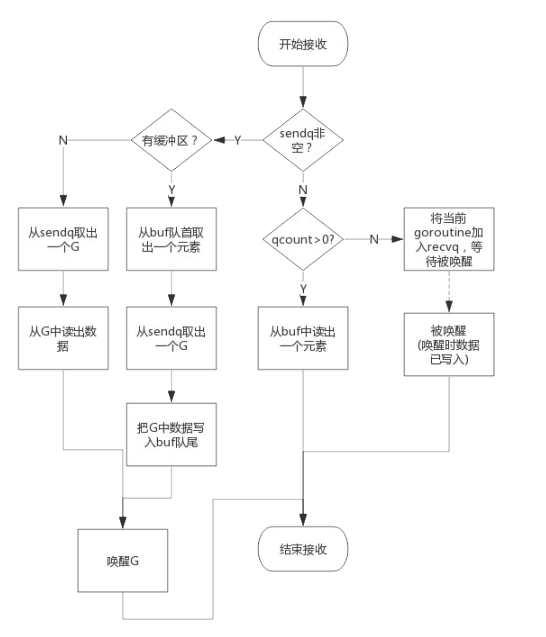 开始接收
sendq非
空？
Y
有缓冲区？
N
Y
N
从sendq取出
一个G
从buf队首取
出一个元素
qcount>0?
N
将当前
goroutine加
入recvq，等
待被唤醒
Y
从G中读出数
据
从sendq取出
一个G
从buf中读出
一个元素
被唤醒
(唤醒时数据
已写入)
把G中数据写
入buf队尾
唤醒G
结束接收